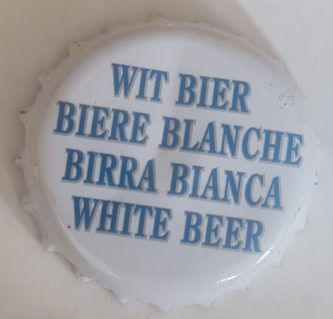 WIT BIER
BIERE BLANCHE
BIRRA BIANCA
WHITE BEER